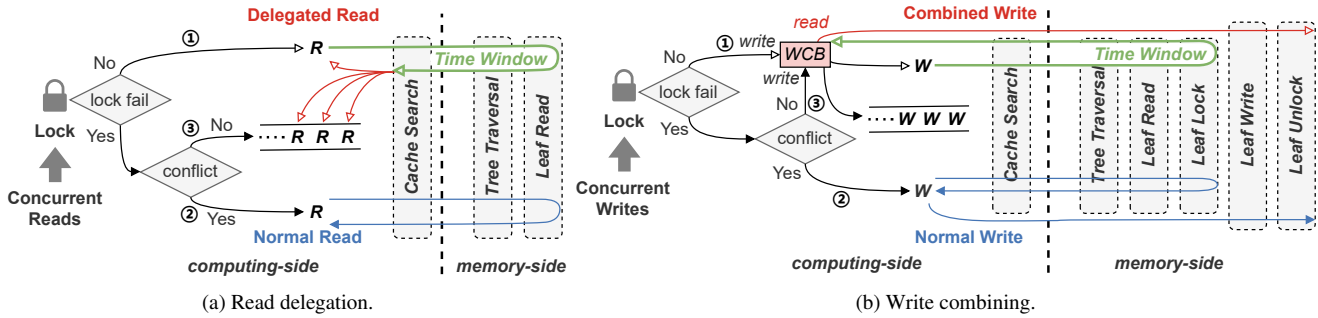 Delegated Read
①
R
No
Time Window
lock fail
Lock
Yes
③
No
····· R R R
Concurrent
Reads
conflict
②
Yes
R
Normal Read
Cache Search
Tree Traversal
Leaf Read
computing-side
memory-side
(a) Read delegation.
read
Combined Write
①
write
WCB
No
W
Time Window
write
lock fail
Lock
Yes
No
③
····· W W W
Concurrent
Writes
conflict
Yes
②
W
Normal Write
Cache Search
Tree Traversal
Leaf Read
Leaf Lock
Leaf Write
Leaf Unlock
computing-side
memory-side
(b) Write combining.